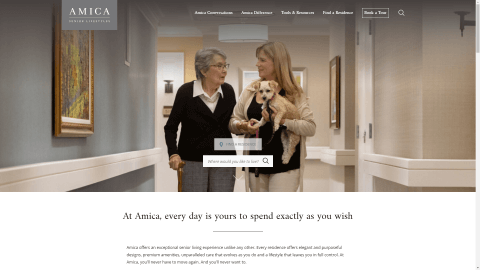 AMICA
SENIOR LIFESTYLES
Amica Conversations
Amica Difference
Tools & Resources
Find a Residence
Book a Tour
Find a Residence
Where would you like to live?
At Amica, every day is yours to spend exactly as you wish
Amica offers an exceptional senior living experience unlike any other. Every residence offers elegant and purposeful
designs, premium amenities, unparalleled care that evolves as you do and a lifestyle that leaves you in full control. At
Amica, you'll never have to move again. And you'll never want to.